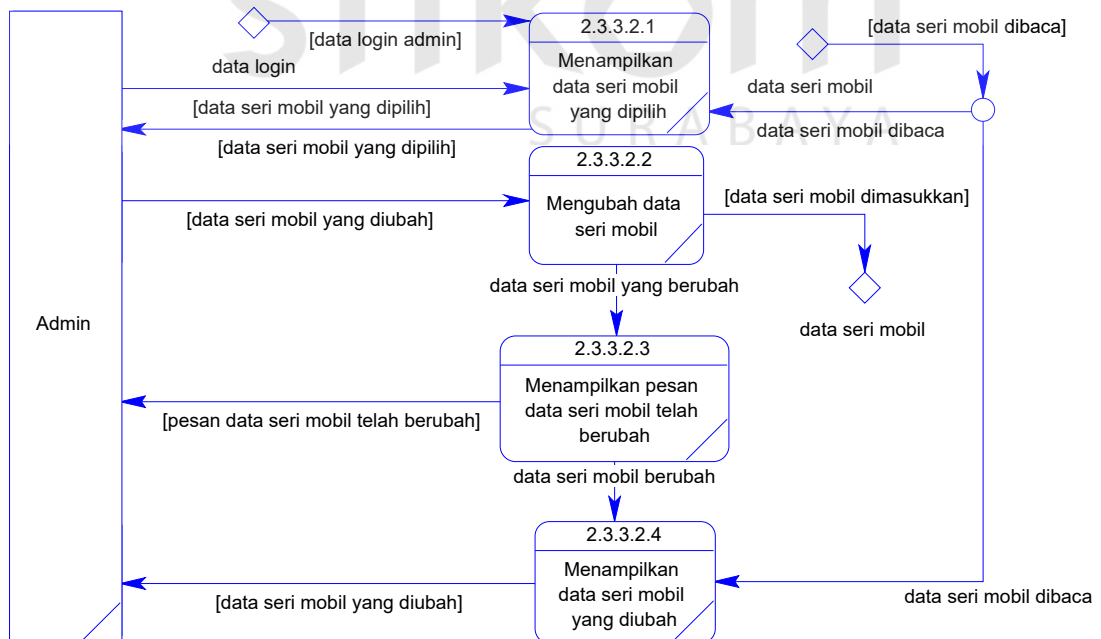 stikom
SURABAYA
[data login admin]
data login
[data seri mobil yang dipilih]
[data seri mobil yang dipilih]
2.3.3.2.1
Menampilkan
data seri mobil
yang dipilih
[data seri mobil dibaca]
data seri mobil
data seri mobil dibaca
2.3.3.2.2
Mengubah data
seri mobil
[data seri mobil yang diubah]
[data seri mobil dimasukkan]
data seri mobil
data seri mobil yang berubah
Admin
2.3.3.2.3
Menampilkan pesan
data seri mobil telah
berubah
[pesan data seri mobil telah berubah]
data seri mobil berubah
2.3.3.2.4
Menampilkan
data seri mobil
yang diubah
[data seri mobil yang diubah]
data seri mobil dibaca